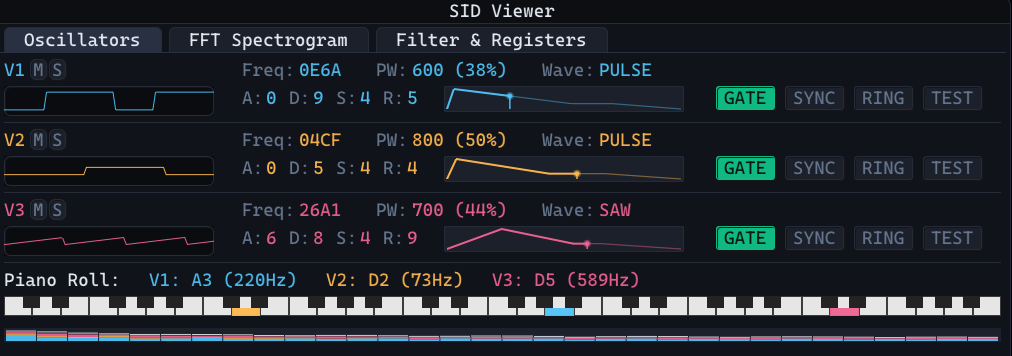 SID Viewer
Oscillators FFT Spectrogram Filter & Registers
V1 M S Freq: 0E6A PW: 600 (38%) Wave: PULSE
A: 0 D: 9 S: 4 R: 5 GATE SYNC RING TEST
V2 M S Freq: 04CF PW: 800 (50%) Wave: PULSE
A: 0 D: 5 S: 4 R: 4 GATE SYNC RING TEST
V3 M S Freq: 26A1 PW: 700 (44%) Wave: SAW
A: 6 D: 8 S: 4 R: 9 GATE SYNC RING TEST
Piano Roll: V1: A3 (220Hz) V2: D2 (73Hz) V3: D5 (589Hz)